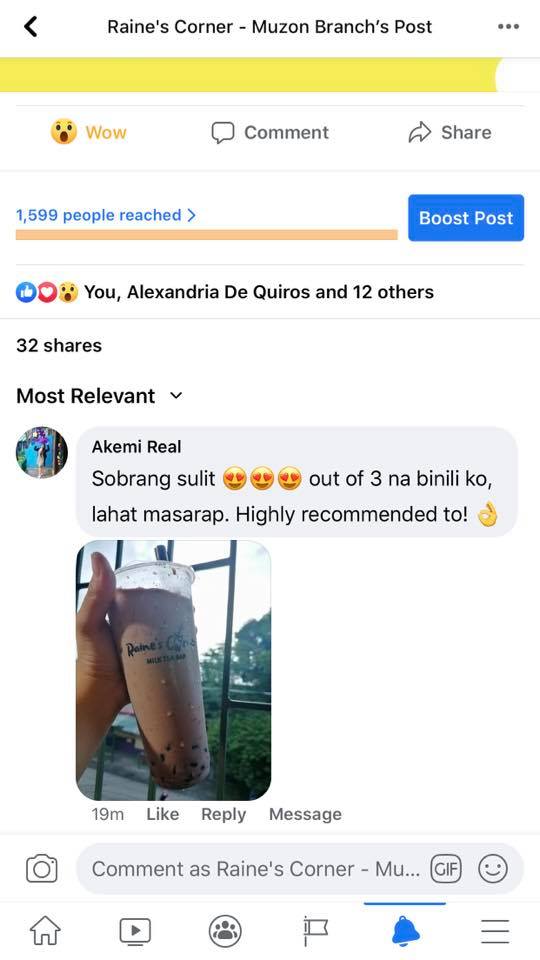 Raine's Corner - Muzon Branch’s Post
Wow
Comment
Share
1,599 people reached
Boost Post
You, Alexandria De Quiros and 12 others
32 shares
Most Relevant
Akemi Real
Sobrang sulit 😍😍😍 out of 3 na binili ko,
lahat masarap. Highly recommended to! 👌
Raine's
MILK TEA BAR
19m Like Reply Message
Comment as Raine's Corner - Mu...
GIF